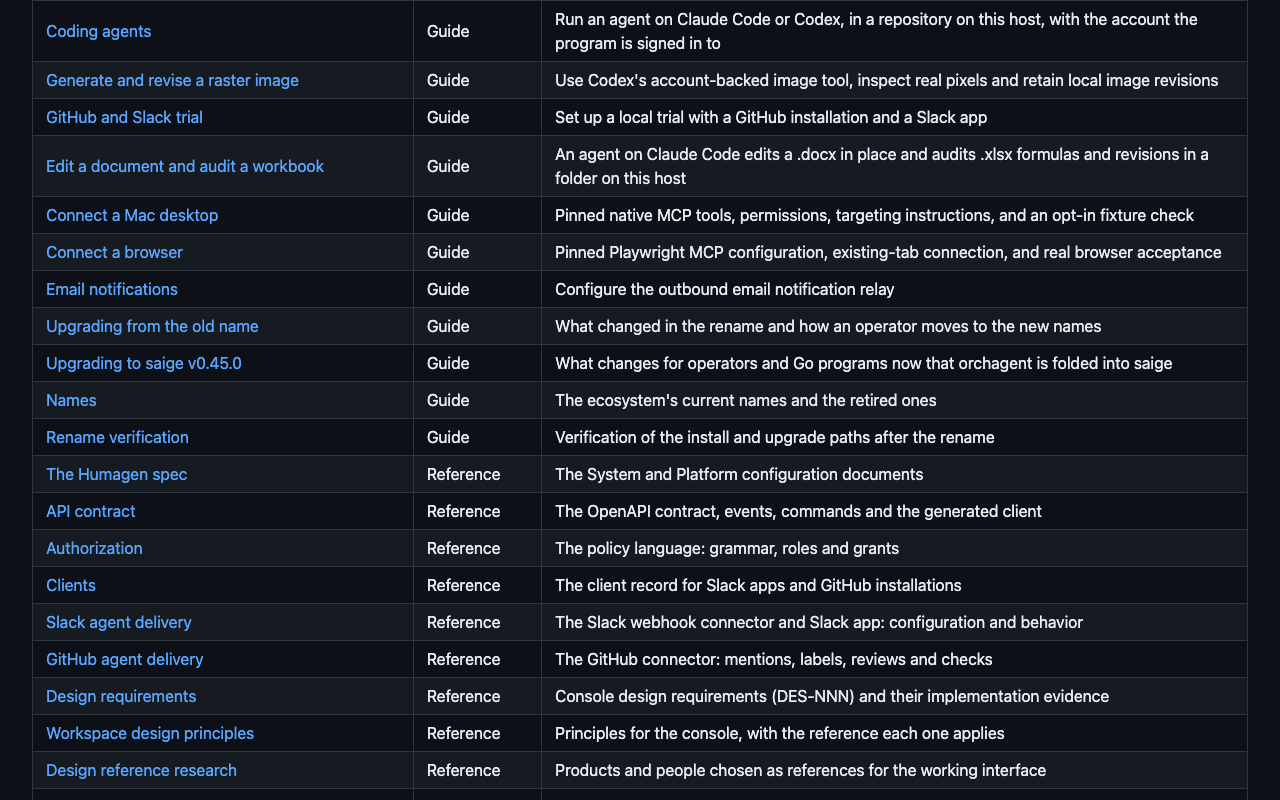 Coding agents Guide Run an agent on Claude Code or Codex, in a repository on this host, with the account the
program is signed in to
Generate and revise a raster image Guide Use Codex's account-backed image tool, inspect real pixels and retain local image revisions
GitHub and Slack trial Guide Set up a local trial with a GitHub installation and a Slack app
Edit a document and audit a workbook Guide An agent on Claude Code edits a .docx in place and audits .xlsx formulas and revisions in a
folder on this host
Connect a Mac desktop Guide Pinned native MCP tools, permissions, targeting instructions, and an opt-in fixture check
Connect a browser Guide Pinned Playwright MCP configuration, existing-tab connection, and real browser acceptance
Email notifications Guide Configure the outbound email notification relay
Upgrading from the old name Guide What changed in the rename and how an operator moves to the new names
Upgrading to saige v0.45.0 Guide What changes for operators and Go programs now that orchagent is folded into saige
Names Guide The ecosystem's current names and the retired ones
Rename verification Guide Verification of the install and upgrade paths after the rename
The Humagen spec Reference The System and Platform configuration documents
API contract Reference The OpenAPI contract, events, commands and the generated client
Authorization Reference The policy language: grammar, roles and grants
Clients Reference The client record for Slack apps and GitHub installations
Slack agent delivery Reference The Slack webhook connector and Slack app: configuration and behavior
GitHub agent delivery Reference The GitHub connector: mentions, labels, reviews and checks
Design requirements Reference Console design requirements (DES-NNN) and their implementation evidence
Workspace design principles Reference Principles for the console, with the reference each one applies
Design reference research Reference Products and people chosen as references for the working interface